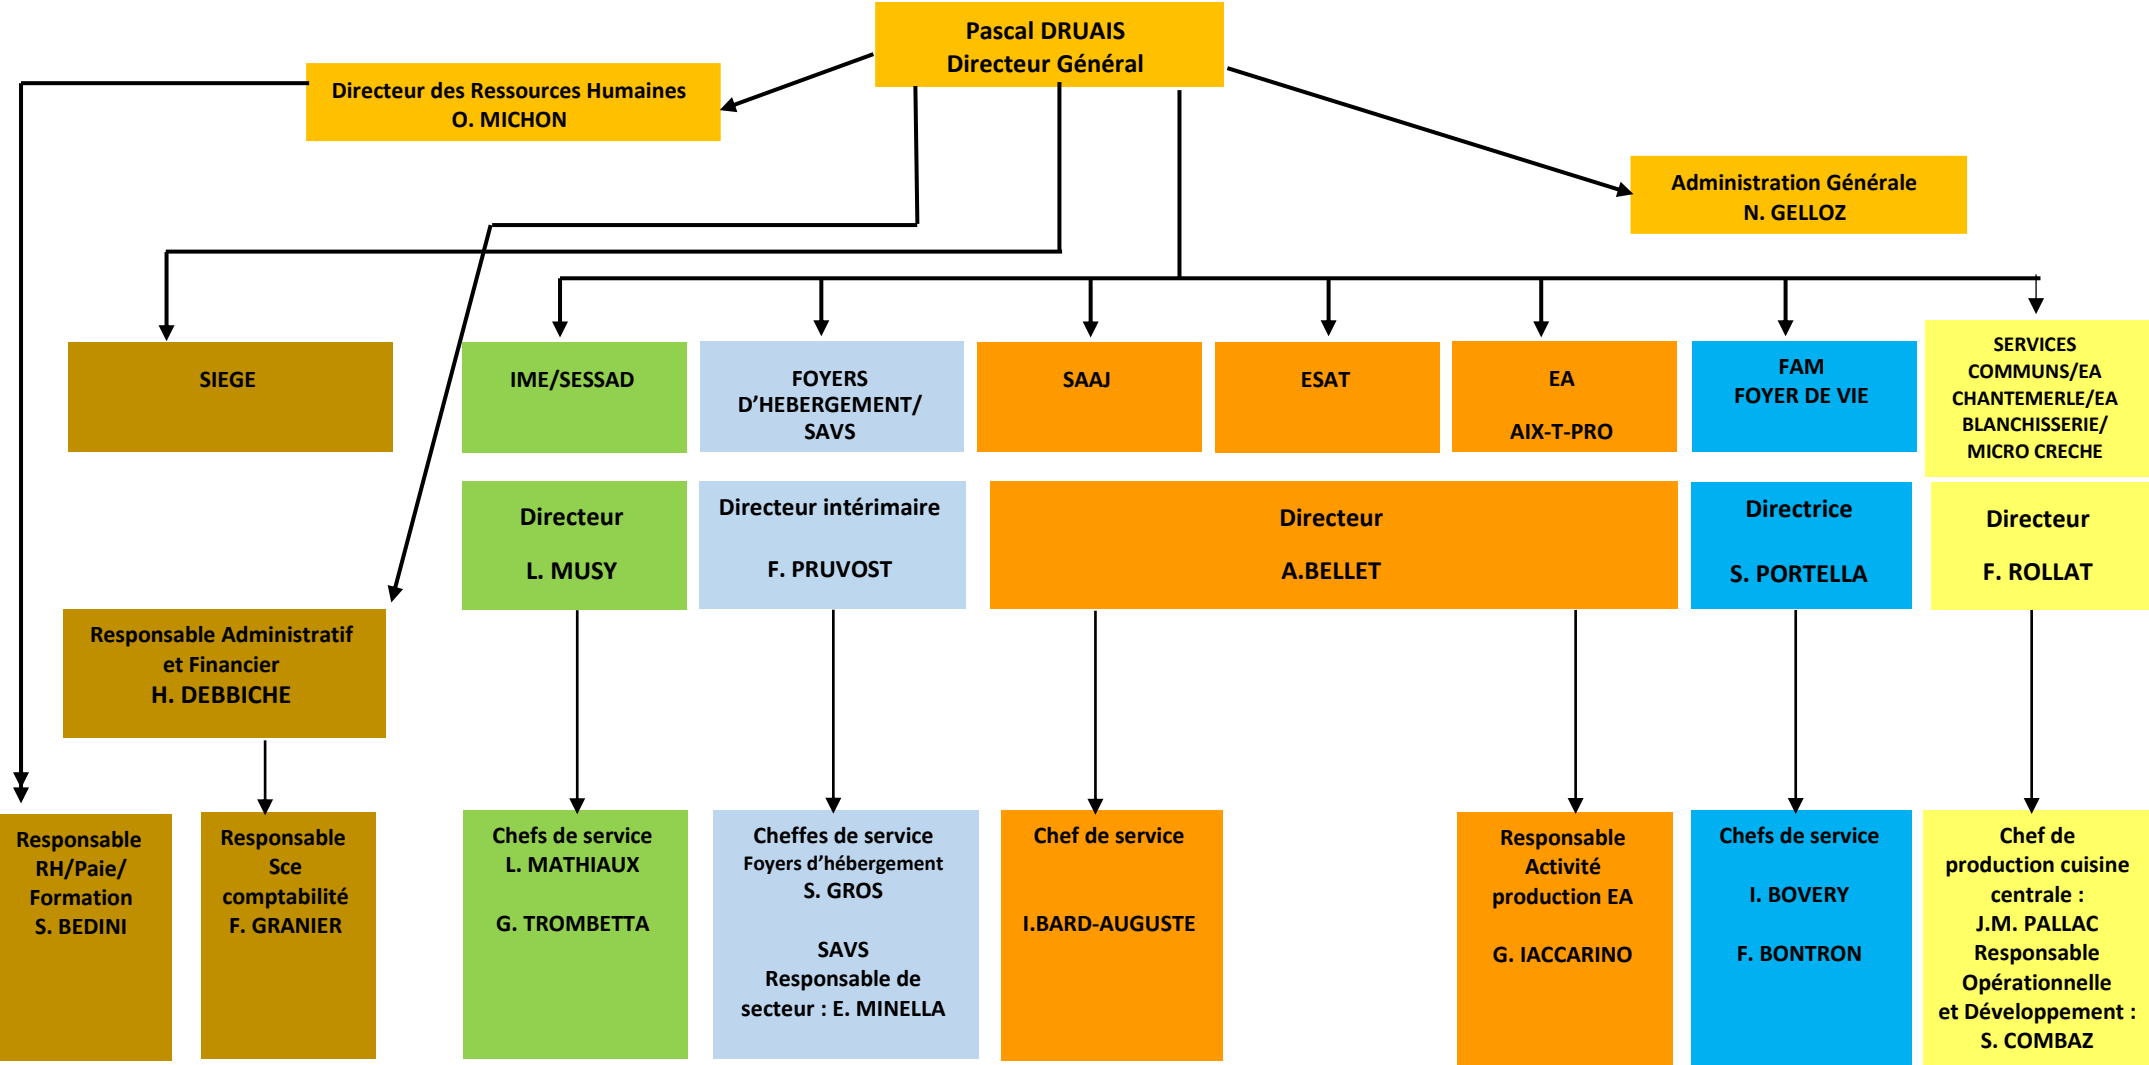 Pascal DRUAIS
Directeur Général
Directeur des Ressources Humaines
O. MICHON
Administration Générale
N. GELLOZ
SIEGE
IME/SESSAD
FOYERS
D’HEBERGEMENT/
SAVS
SAAJ
ESAT
EA
AIX-T-PRO
FAM
FOYER DE VIE
SERVICES
COMMUNS/EA
CHANTEMERLE/EA
BLANCHISSERIE/
MICRO CRECHE
Directeur
L. MUSY
Directeur intérimaire
F. PRUVOST
Directeur
A.BELLET
Directrice
S. PORTELLA
Directeur
F. ROLLAT
Responsable Administratif
et Financier
H. DEBBICHE
Responsable
RH/Paie/
Formation
S. BEDINI
Responsable
Sce
comptabilité
F. GRANIER
Chefs de service
L. MATHIAUX
G. TROMBETTA
Cheffes de service
Foyers d’hébergement
S. GROS
SAVS
Responsable de
secteur : E. MINELLA
Chef de service
I.BARD-AUGUSTE
Responsable
Activité
production EA
G. IACCARINO
Chefs de service
I. BOVERY
F. BONTRON
Chef de
production cuisine
centrale :
J.M. PALLAC
Responsable
Opérationnelle
et Développement :
S. COMBAZ